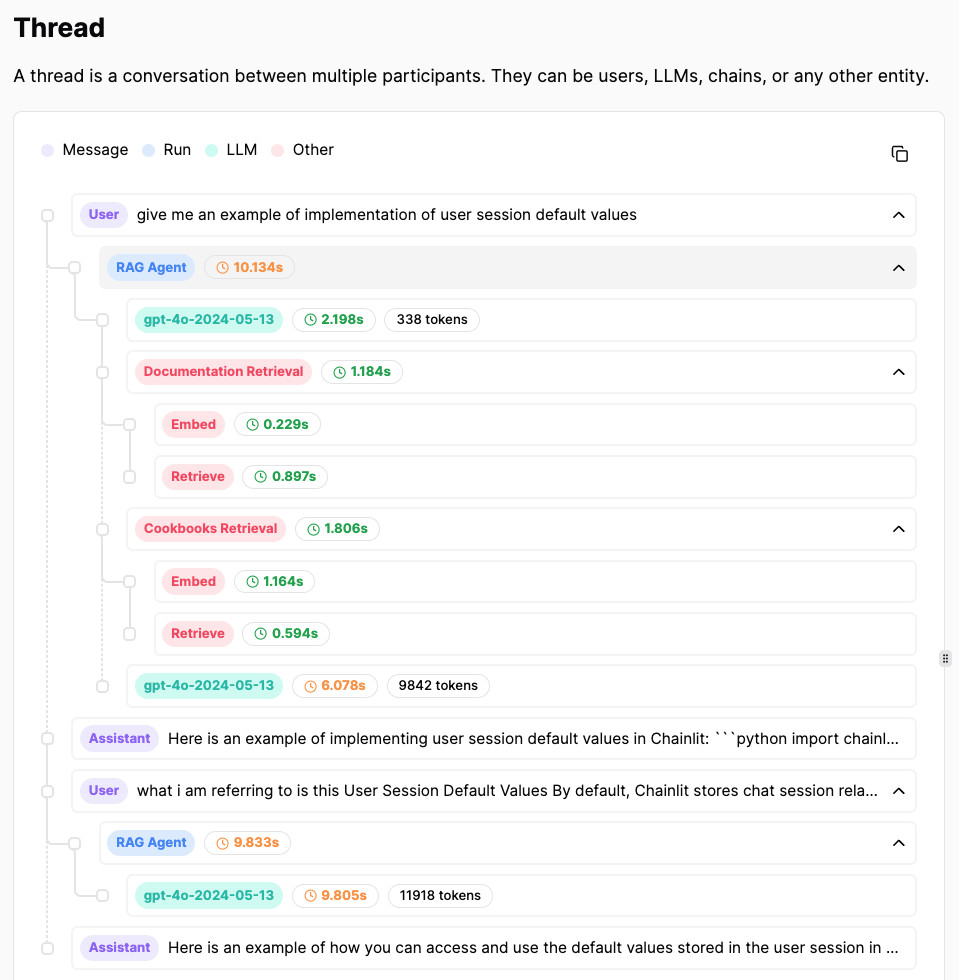 Thread
A thread is a conversation between multiple participants. They can be users, LLMs, chains, or any other entity.
Message Run LLM Other
User give me an example of implementation of user session default values
RAG Agent 10.134s
gpt-4o-2024-05-13 2.198s 338 tokens
Documentation Retrieval 1.184s
Embed 0.229s
Retrieve 0.897s
Cookbooks Retrieval 1.806s
Embed 1.164s
Retrieve 0.594s
gpt-4o-2024-05-13 6.078s 9842 tokens
Assistant Here is an example of implementing user session default values in Chainlit: ```python import chainl...
User what i am referring to is this User Session Default Values By default, Chainlit stores chat session rela...
RAG Agent 9.833s
gpt-4o-2024-05-13 9.805s 11918 tokens
Assistant Here is an example of how you can access and use the default values stored in the user session in ...